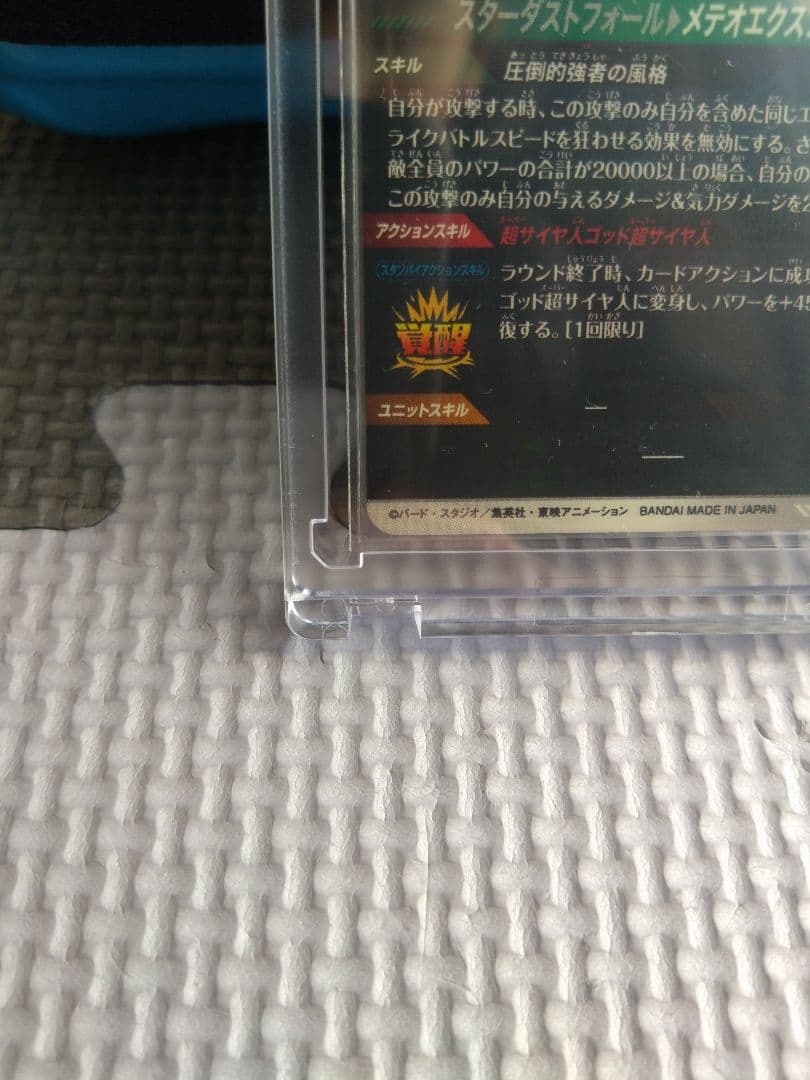 スターダストフォール▶メテオエクス
スキル
圧倒的強者の風格
自分が攻撃する時、この攻撃のみ自分を含めた同じエ
ライクバトルスピードを狂わせる効果を無効にする。さ
敵全員のパワーの合計が20000以上の場合、自分の
この攻撃のみ自分の与えるダメージ&気力ダメージを2
アクションスキル
超サイヤ人ゴッド超サイヤ人
スタンバイアクションスキル
覚醒
ラウンド終了時、カードアクションに成功
ゴッド超サイヤ人に変身し、パワーを+45
復する。[1回限り]
ユニットスキル
©バード・スタジオ/集英社・東映アニメーション BANDAI MADE IN JAPAN